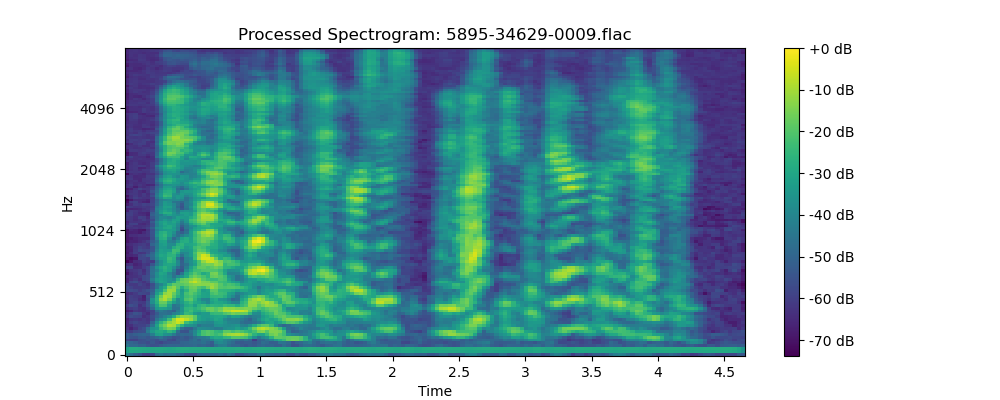 Processed Spectrogram: 5895-34629-0009.flac
+0 dB
4096
-10 dB
-20 dB
2048
-30 dB
Hz
1024
-40 dB
-50 dB
512
-60 dB
0
-70 dB
0 0.5 1 1.5 2 2.5 3 3.5 4 4.5
Time